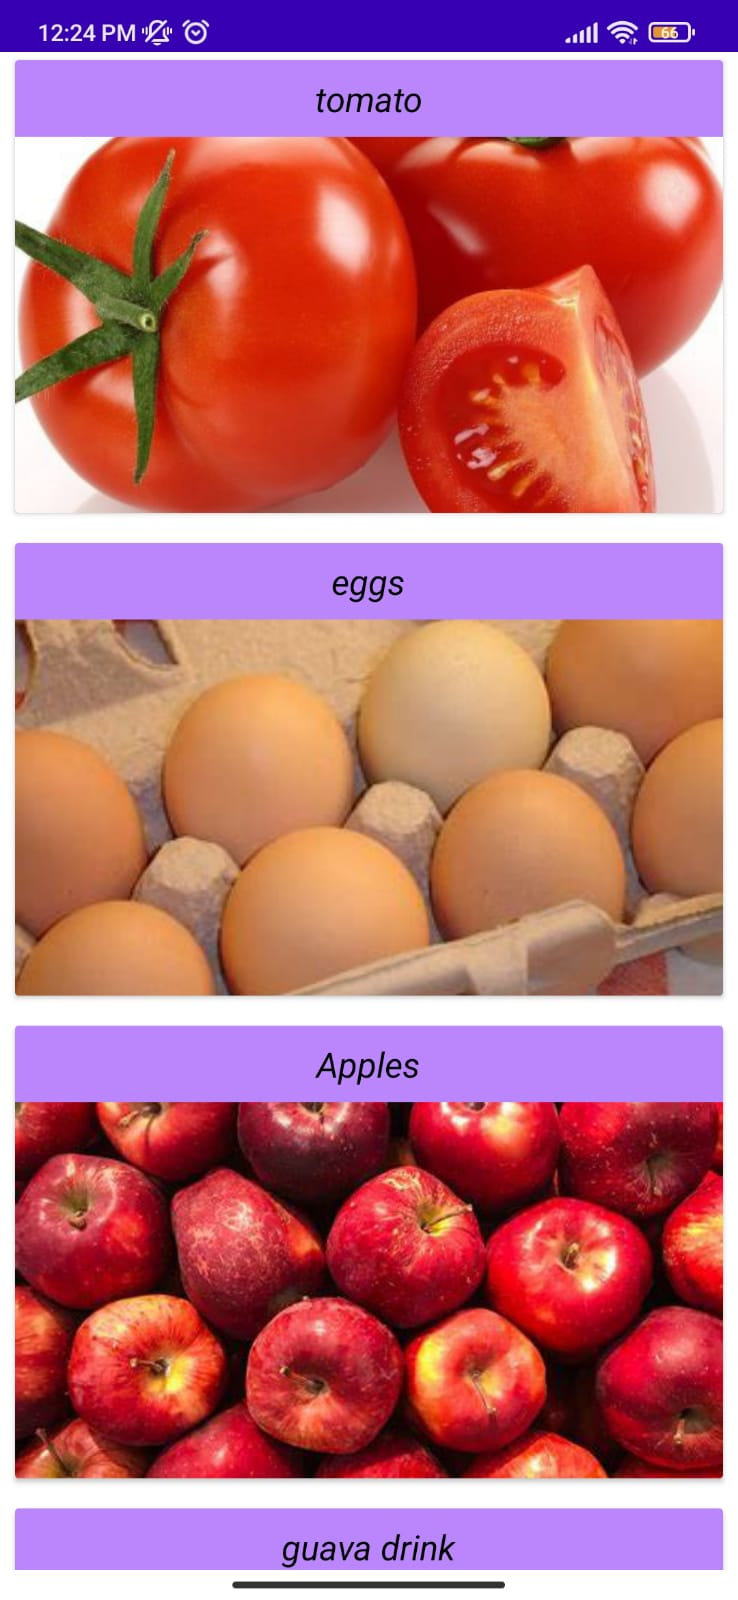 12:24 PM
66
tomato
eggs
Apples
guava drink